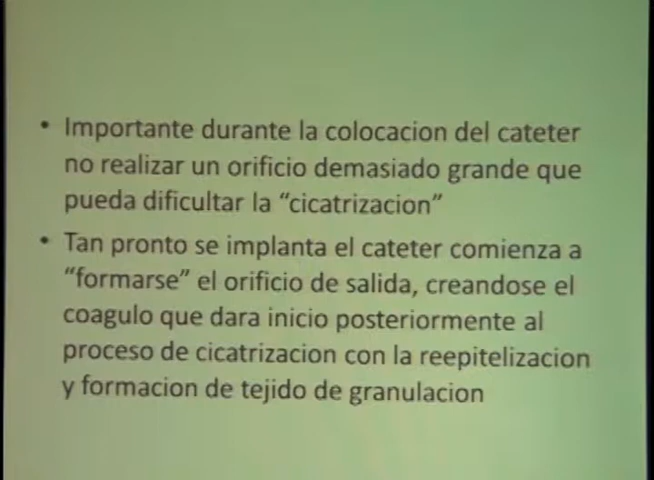 • Importante durante la colocacion del cateter
no realizar un orificio demasiado grande que
pueda dificultar la “cicatrizacion”
• Tan pronto se implanta el cateter comienza a
“formarse” el orificio de salida, creandose el
coagulo que dara inicio posteriormente al
proceso de cicatrizacion con la reepitelizacion
y formacion de tejido de granulacion